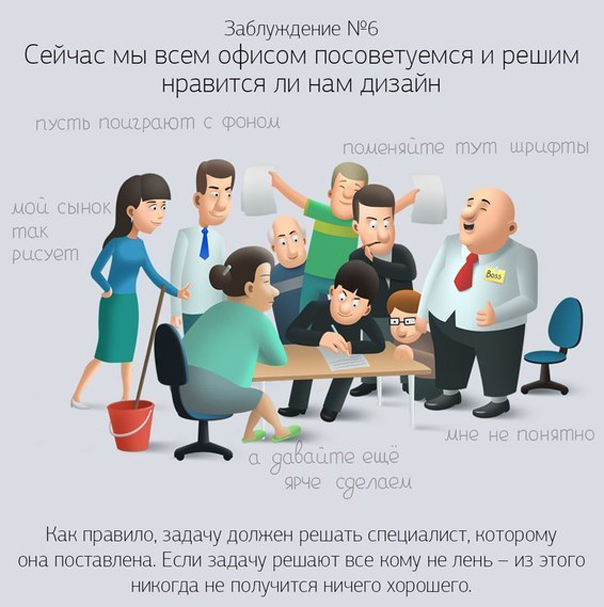 Заблуждение №6
Сейчас мы всем офисом посоветуемся и решим
нравится ли нам дизайн
пусть поиграют с фоном
поменяйте тут шрифты
мой сынок
так
рисует
Boss
мне не понятно
а давайте ещё
ярче сделаем
Как правило, задачу должен решать специалист, которому
она поставлена. Если задачу решают все кому не лень – из этого
никогда не получится ничего хорошего.